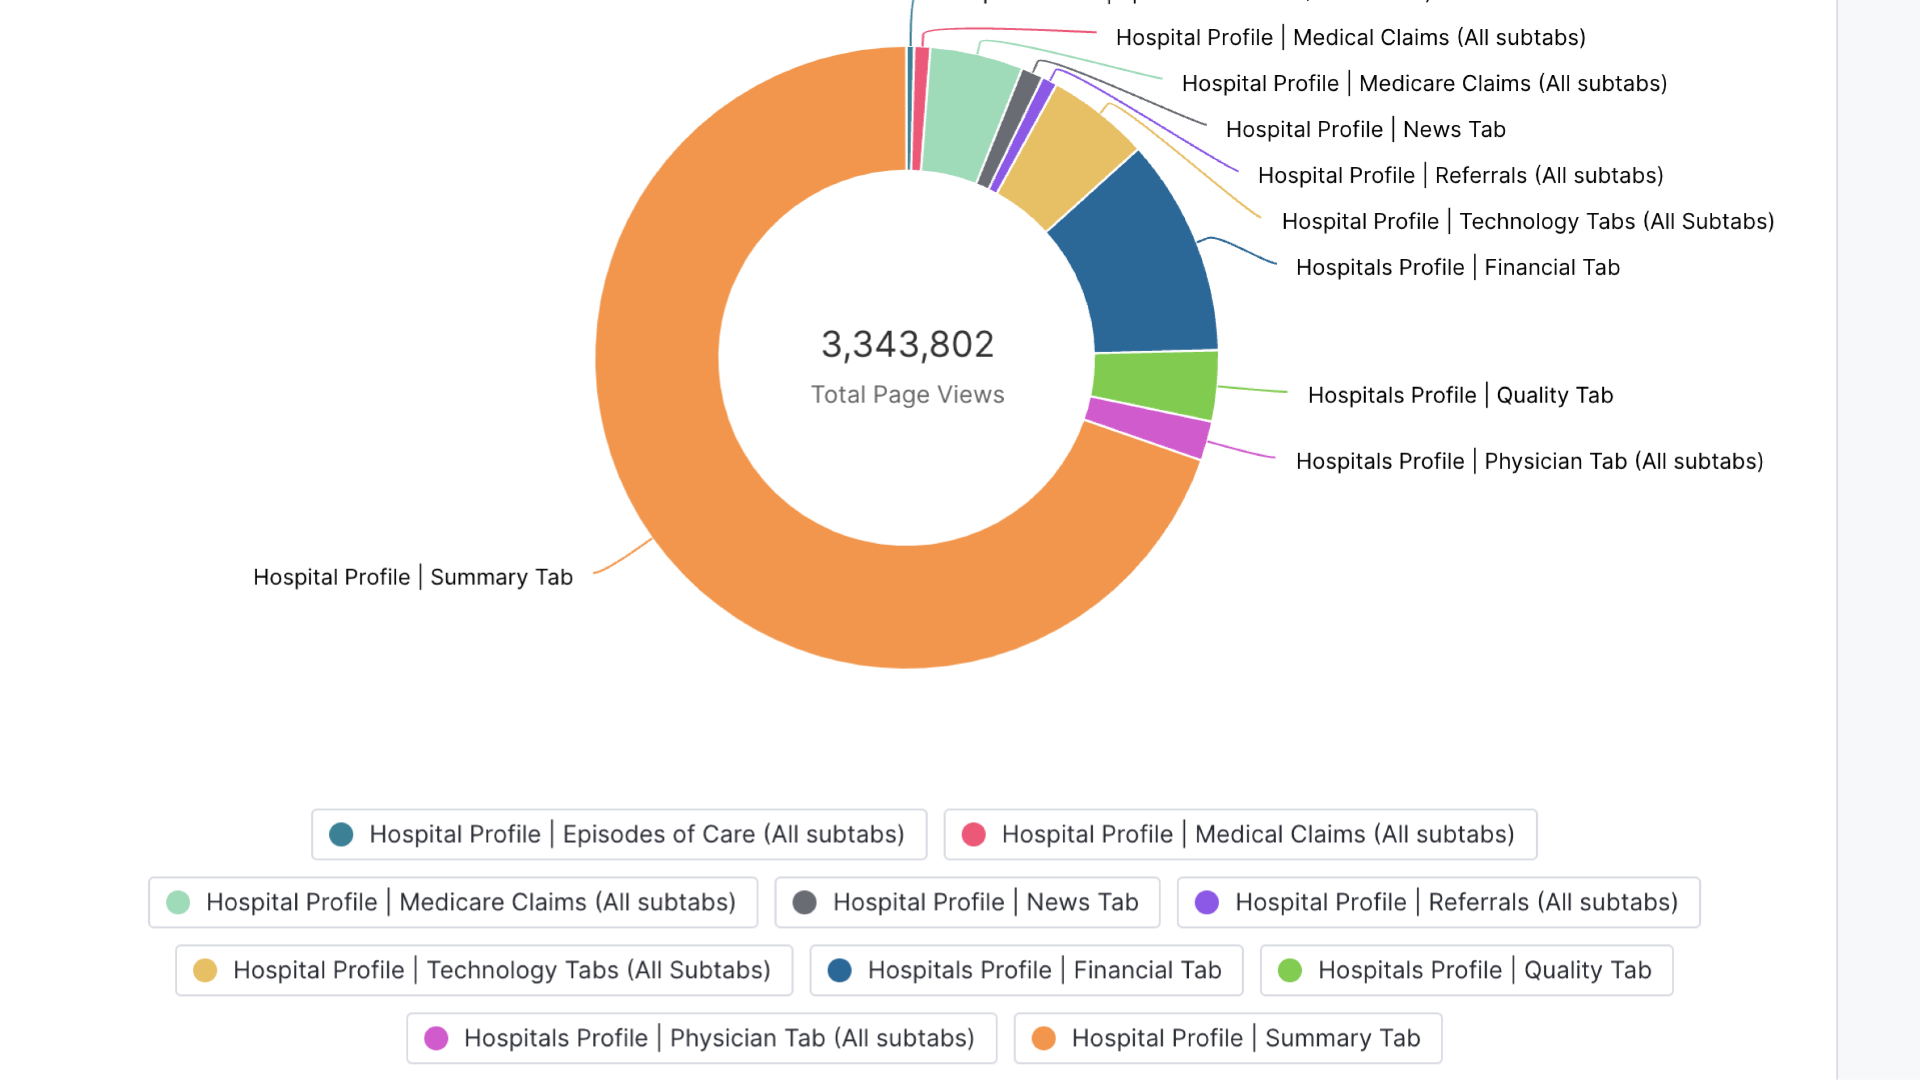 Hospital Profile | Medical Claims (All subtabs)
Hospital Profile | Medicare Claims (All subtabs)
Hospital Profile | News Tab
Hospital Profile | Referrals (All subtabs)
Hospital Profile | Technology Tabs (All Subtabs)
Hospitals Profile | Financial Tab
3,343,802
Total Page Views
Hospitals Profile | Quality Tab
Hospitals Profile | Physician Tab (All subtabs)
Hospital Profile | Summary Tab
Hospital Profile | Episodes of Care (All subtabs)
Hospital Profile | Medical Claims (All subtabs)
Hospital Profile | Medicare Claims (All subtabs)
Hospital Profile | News Tab
Hospital Profile | Referrals (All subtabs)
Hospital Profile | Technology Tabs (All Subtabs)
Hospitals Profile | Financial Tab
Hospitals Profile | Quality Tab
Hospitals Profile | Physician Tab (All subtabs)
Hospital Profile | Summary Tab